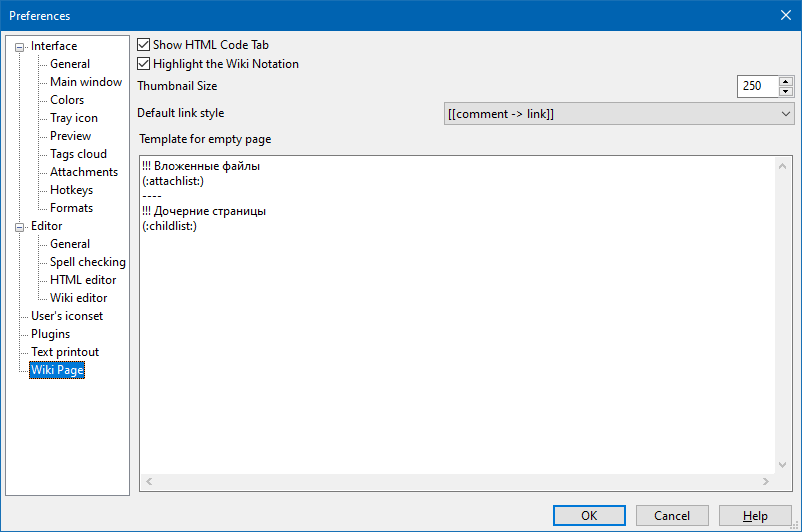 Preferences
Interface
General
Main window
Colors
Tray icon
Preview
Tags cloud
Attachments
Hotkeys
Formats
Editor
General
Spell checking
HTML editor
Wiki editor
User's iconset
Plugins
Text printout
Wiki Page
Show HTML Code Tab
Highlight the Wiki Notation
Thumbnail Size 250
Default link style [[comment -> link]]
Template for empty page
!!! Вложенные файлы
(:attachlist:)
----
!!! Дочерние страницы
(:childlist:)
OK Cancel Help